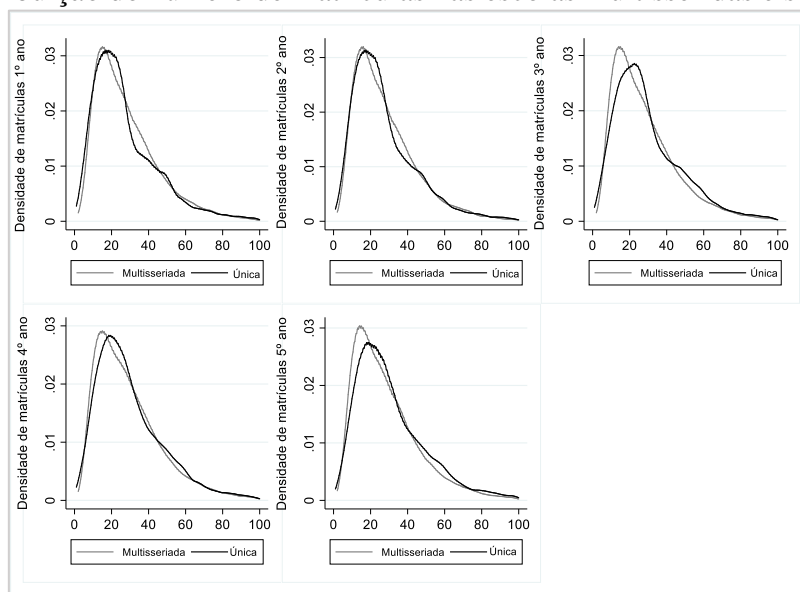 Densidade de matrículas 1º ano
.03
.02
.01
0
0 20 40 60 80 100
Multisseriada Única
Densidade de matrículas 2º ano
.03
.02
.01
0
0 20 40 60 80 100
Multisseriada Única
Densidade de matrículas 3º ano
.03
.02
.01
0
0 20 40 60 80 100
Multisseriada Única
Densidade de matrículas 4º ano
.03
.02
.01
0
0 20 40 60 80 100
Multisseriada Única
Densidade de matrículas 5º ano
.03
.02
.01
0
0 20 40 60 80 100
Multisseriada Única